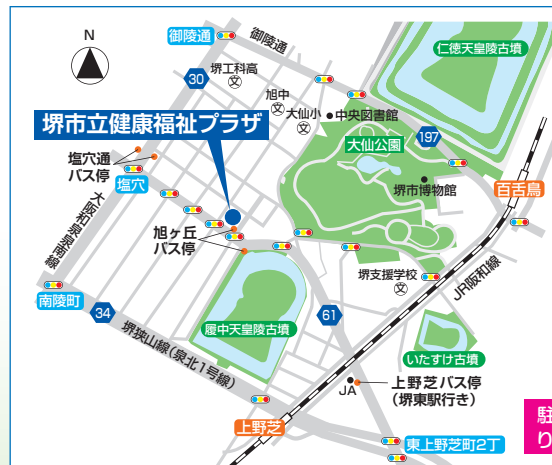 N
御陵通
御陵通
仁徳天皇陵古墳
堺工科高
文
30
旭中
文
大仙小
文
中央図書館
堺市立健康福祉プラザ
大仙公園
197
塩穴通
バス停
塩穴
堺市博物館
百舌鳥
大阪和泉泉南線
旭ヶ丘
バス停
堺支援学校
文
JR阪和線
南陵町
34
61
履中天皇陵古墳
堺狭山線(泉北1号線)
いたすけ古墳
JA
上野芝バス停
(堺東駅行き)
上野芝
東上野芝町2丁
駐
り